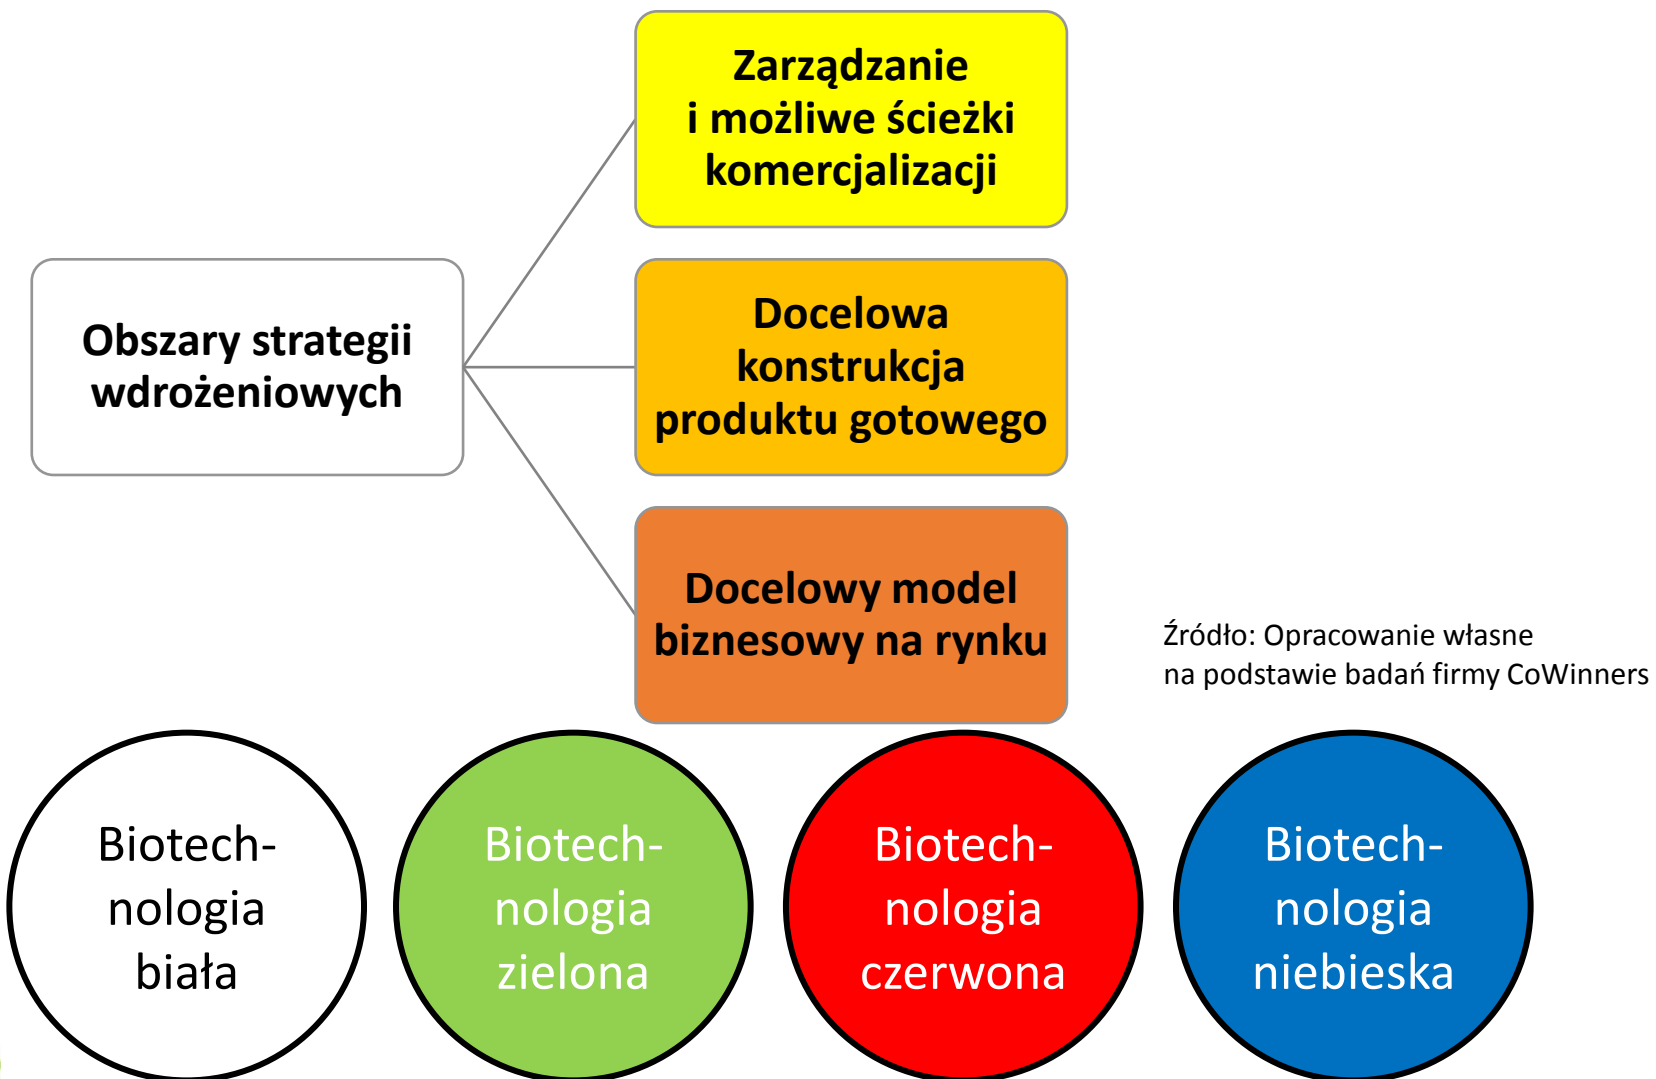 Zarządzanie
i możliwe ścieżki
komercjalizacji
Obszary strategii
wdrożeniowych
Docelowa
konstrukcja
produktu gotowego
Docelowy model
biznesowy na rynku
Źródło: Opracowanie własne
na podstawie badań firmy CoWinners
Biotech-
nologia
biała
Biotech-
nologia
zielona
Biotech-
nologia
czerwona
Biotech-
nologia
niebieska